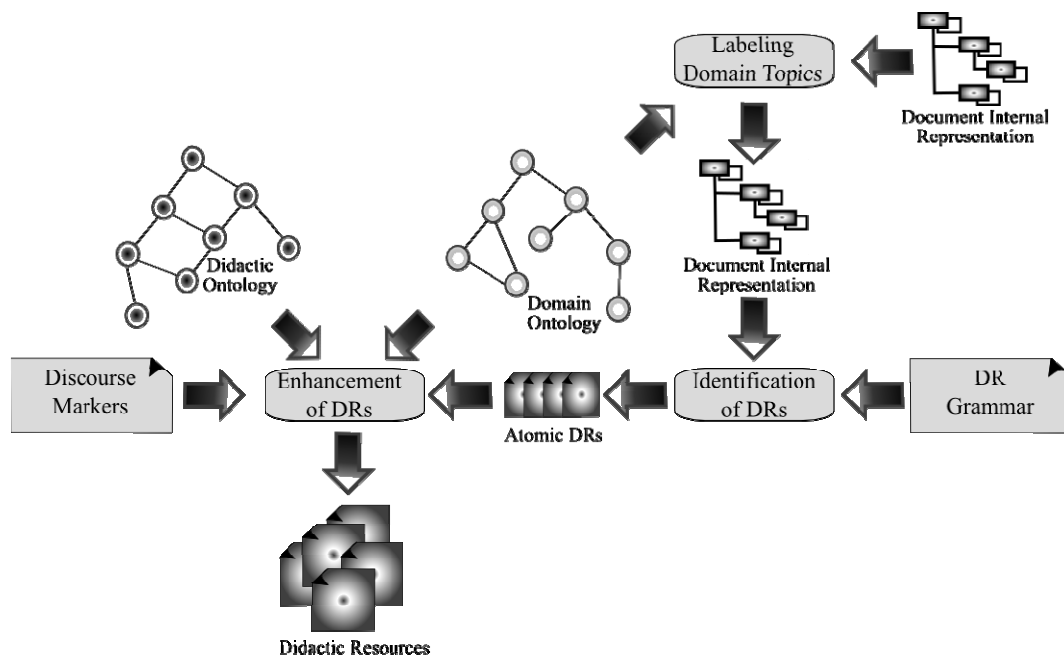 Labeling
Domain Topics
Document Internal
Representation
Document Internal
Representation
Didactic
Ontology
Domain
Ontology
Discourse
Markers
Enhancement
of DRs
Atomic DRs
Identification
of DRs
DR
Grammar
Didactic Resources